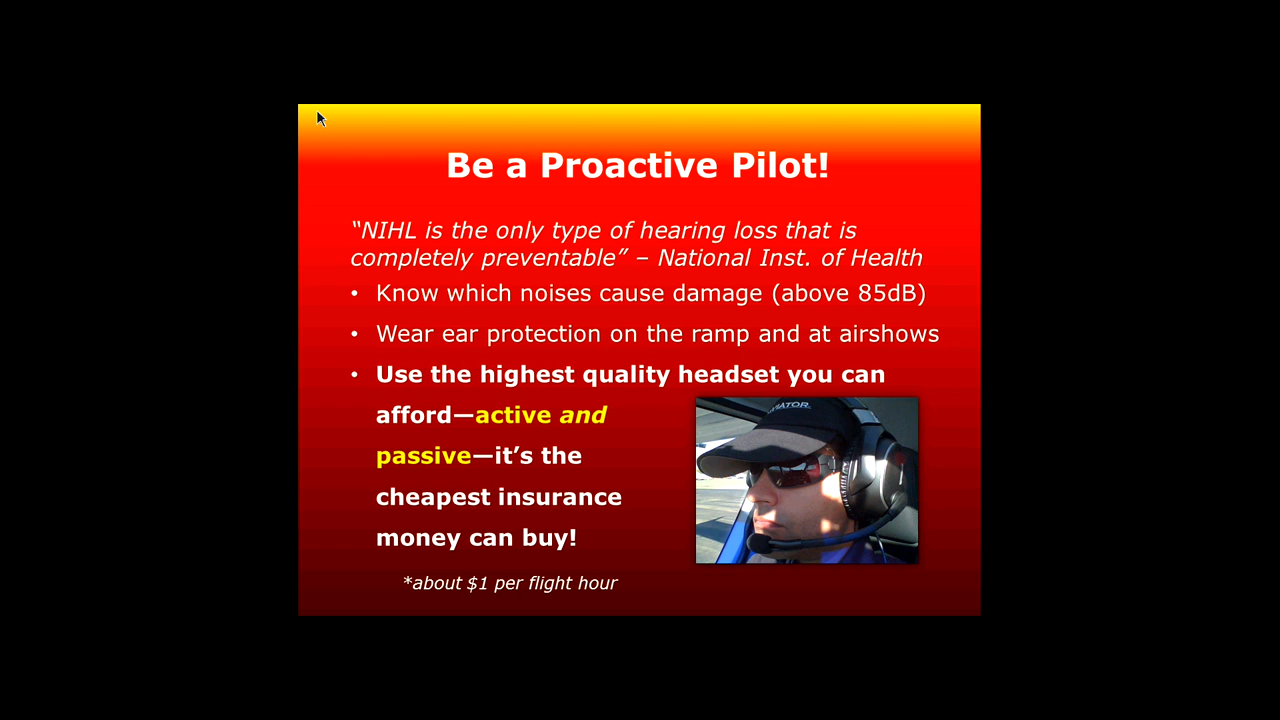 Be a Proactive Pilot!
“NIHL is the only type of hearing loss that is
completely preventable” – National Inst. of Health
• Know which noises cause damage (above 85dB)
• Wear ear protection on the ramp and at airshows
• Use the highest quality headset you can
afford—active and
passive—it’s the
cheapest insurance
money can buy!
*about $1 per flight hour